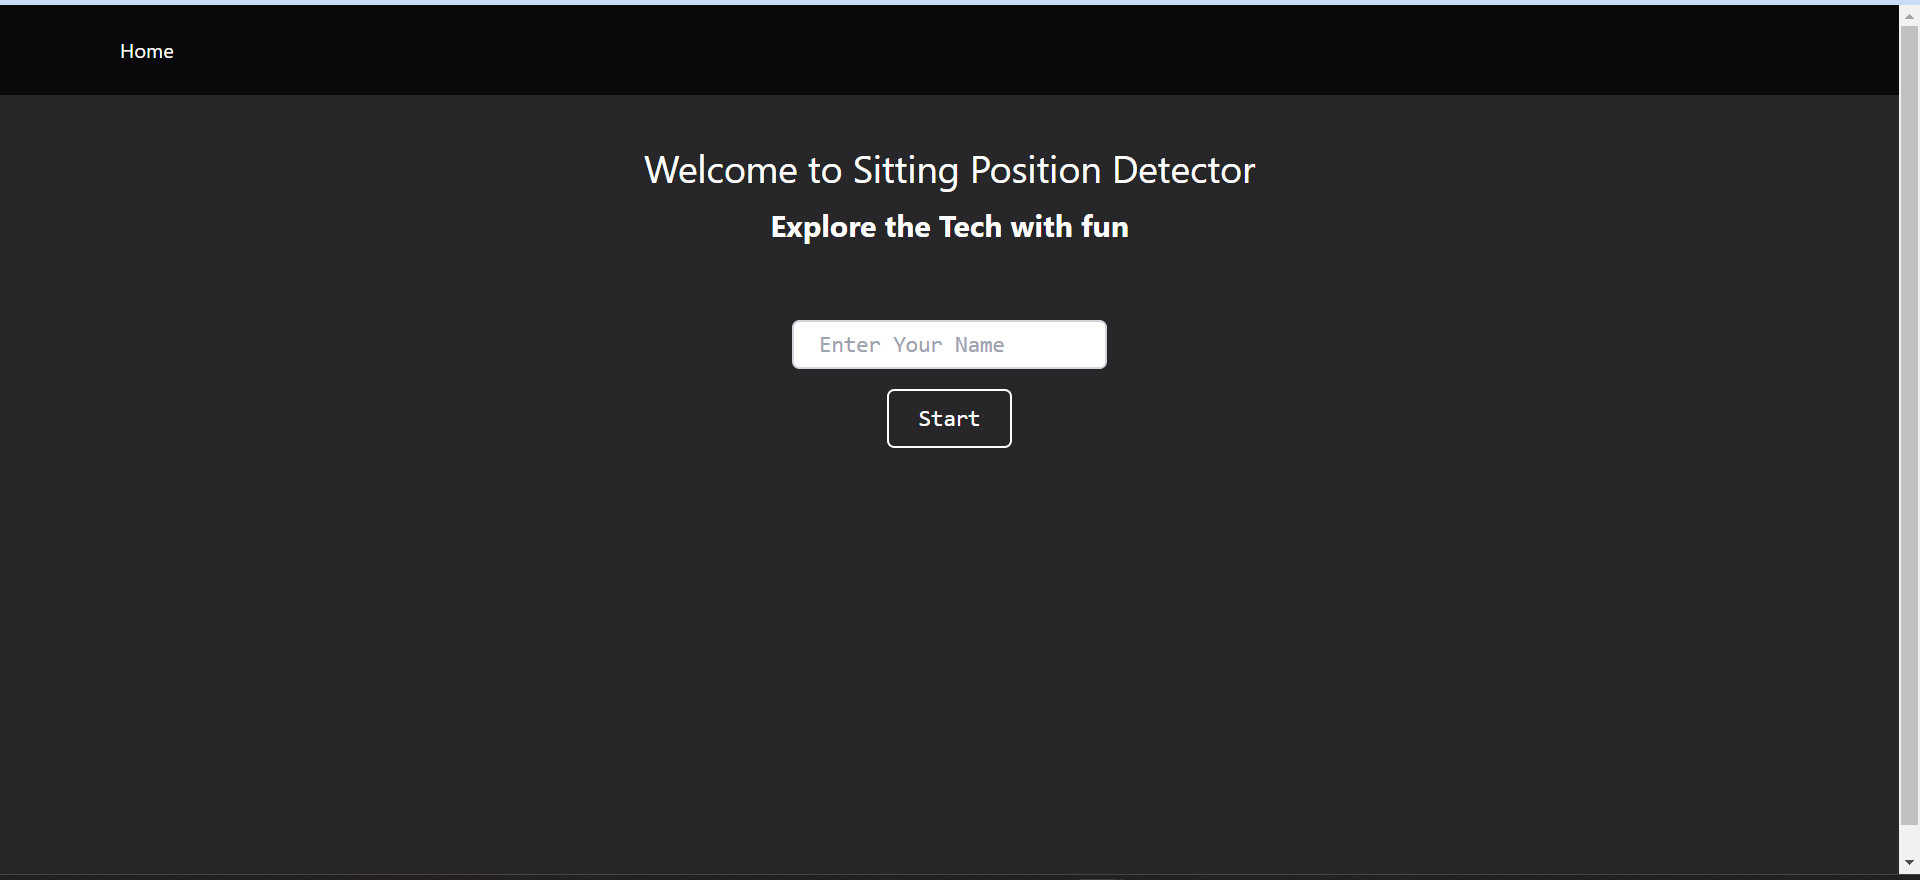 Home
Welcome to Sitting Position Detector
Explore the Tech with fun
Enter Your Name
Start